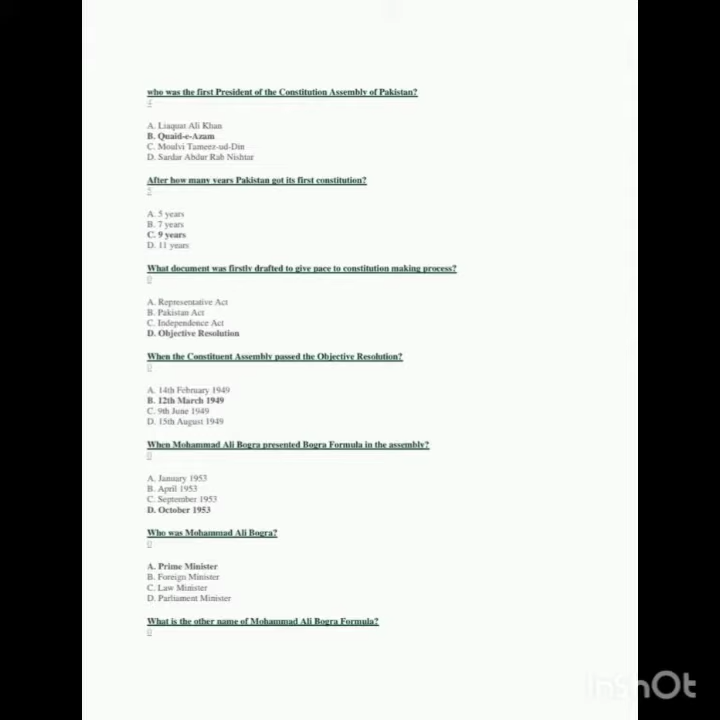 who was the first President of the Constitution Assembly of Pakistan?
4
A. Liaquat Ali Khan
B. Quaid-e-Azam
C. Moulvi Tameez-ud-Din
D. Sardar Abdur Rab Nishtar
After how many years Pakistan got its first constitution?
A. 5 years
B. 7 years
C. 9 years
D. 11 years
What document was firstly drafted to give pace to constitution making process?
0
A. Representative Act
B. Pakistan Act
C. Independence Act
D. Objective Resolution
When the Constituent Assembly passed the Objective Resolution?
0
A. 14th February 1949
B. 12th March 1949
C. 9th June 1949
D. 15th August 1949
When Mohammad Ali Bogra presented Bogra Formula in the assembly?
0
A. January 1953
B. April 1953
C. September 1953
D. October 1953
Who was Mohammad Ali Bogra?
0
A. Prime Minister
B. Foreign Minister
C. Law Minister
D. Parliament Minister
What is the other name of Mohammad Ali Bogra Formula?
0
InShOt